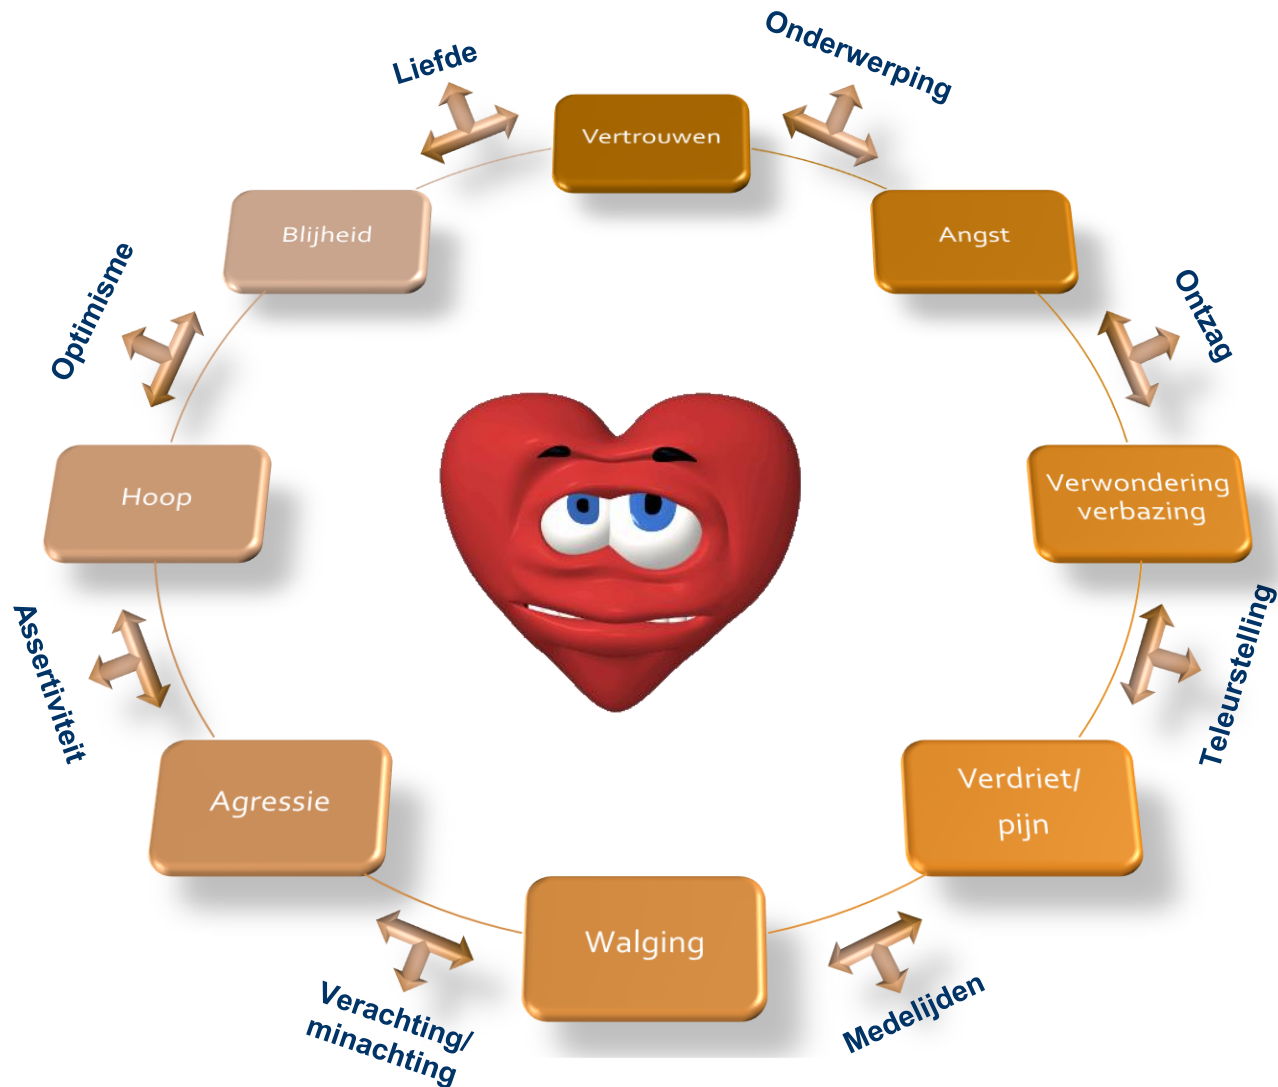 Liefde
Onderwerping
Vertrouwen
Blijheid
Angst
Optimisme
Ontzag
Hoop
Verwondering
verbazing
Assertiviteit
Teleurstelling
Agressie
Verdriet/
pijn
Walging
Verachting/
minachting
Medelijden